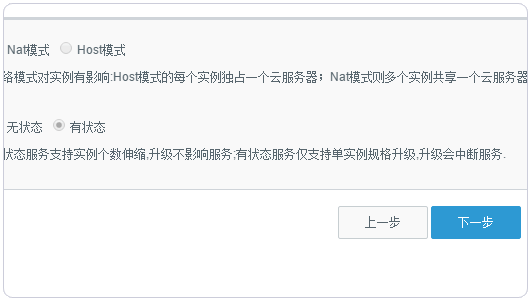 Nat模式 Host模式
络模式对实例有影响:Host模式的每个实例独占一个云服务器；Nat模式则多个实例共享一个云服务器
无状态 有状态
状态服务支持实例个数伸缩,升级不影响服务;有状态服务仅支持单实例规格升级,升级会中断服务.
上一步 下一步